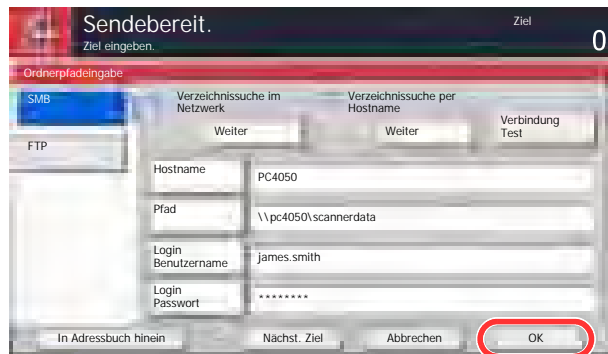 Sendebereit.
Ziel
Ziel eingeben.
0
Ordnerpfadeingabe
SMB
FTP
Verzeichnissuche im
Netzwerk
Verzeichnissuche per
Hostname
Weiter
Weiter
Verbindung
Test
Hostname
PC4050
Pfad
\\pc4050\scannerdata
Login
Benutzername
james.smith
Login
Passwort
********
In Adressbuch hinein
Nächst. Ziel
Abbrechen
OK